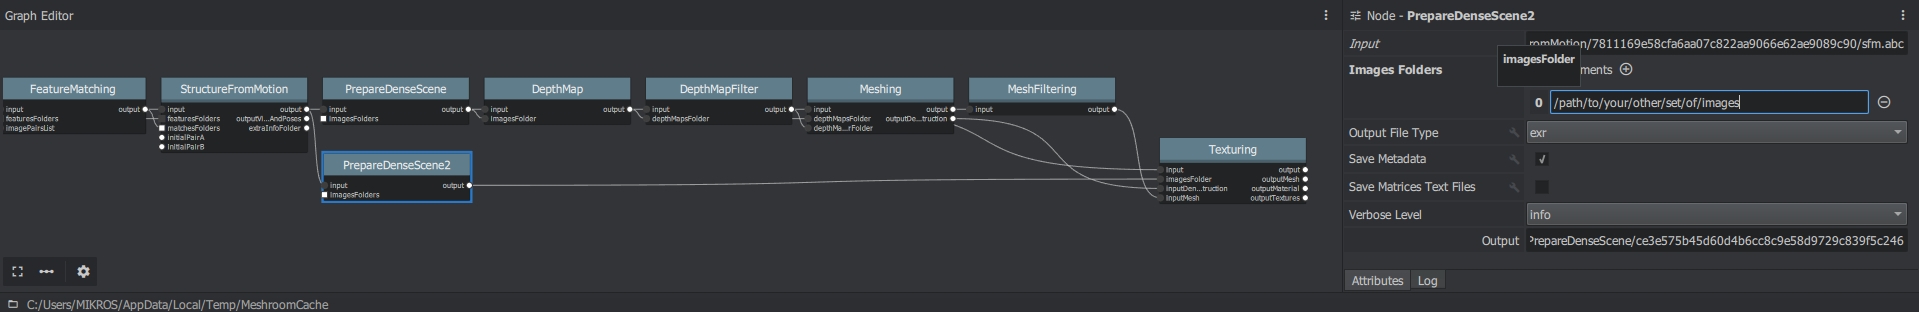 Graph Editor
FeatureMatching
input output
featuresFolders
imagePairsList
StructureFromMotion
input output
featuresFolders outputVi...AndPoses
matchesFolders extraInfoFolder
initialPairA
initialPairB
PrepareDenseScene
input output
imagesFolders
DepthMap
input output
imagesFolder
DepthMapFilter
input output
depthMapsFolder
Meshing
input output
depthMapsFolder outputDe...truction
depthMa...rFolder
MeshFiltering
input output
PrepareDenseScene2
input output
imagesFolders
Texturing
input output
imagesFolder outputMesh
inputDen...truction outputMaterial
inputMesh outputTextures
C:/Users/MIKROS/AppData/Local/Temp/MeshroomCache
Node - PrepareDenseScene2
Input romMotion/7811169e58cfa6aa07c822aa9066e62ae9089c90/sfm.abc
imagesFolder
Images Folders ments
0 /path/to/your/other/set/of/images
Output File Type exr
Save Metadata
Save Matrices Text Files
Verbose Level info
Output PrepareDenseScene/ce3e575b45d60d4b6cc8c9e58d9729c839f5c246
Attributes Log